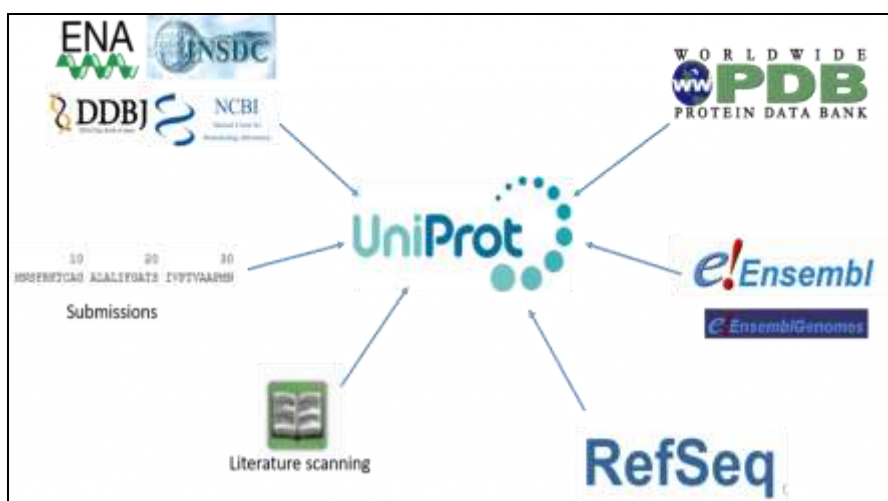 ENA
INSDC
DDBJ
NCBI
WORLDWIDE
PDB
PROTEIN DATA BANK
UniProt
10 20 30
Submissions
e!Ensembl
e!EnsemblGenomes
Literature scanning
RefSeq